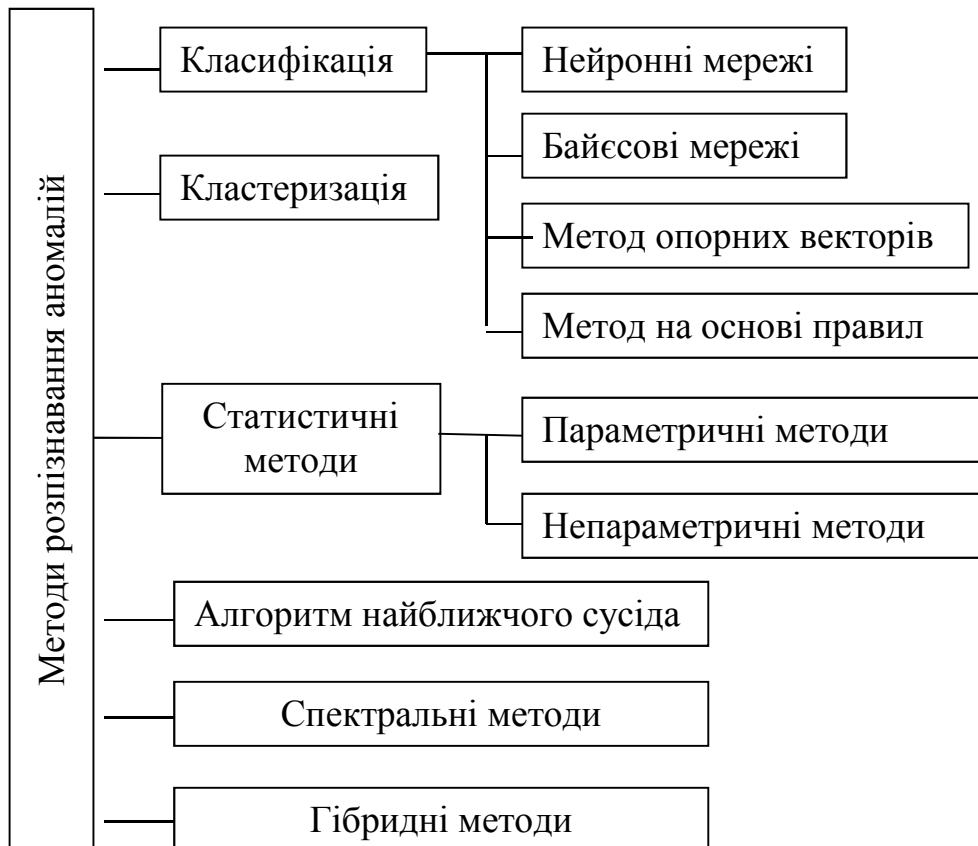 Методи розпізнавання аномалій
Класифікація
Нейронні мережі
Байєсові мережі
Метод опорних векторів
Метод на основі правил
Кластеризація
Статистичні
методи
Параметричні методи
Непараметричні методи
Алгоритм найближчого сусіда
Спектральні методи
Гібридні методи